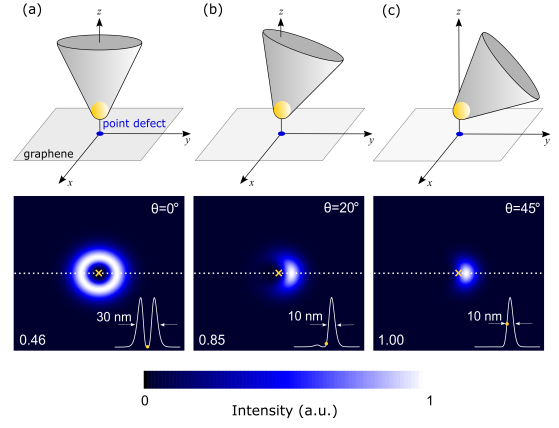 (a)
(b)
(c)
z
z
z
point defect
y
y
y
graphene
x
x
x
θ=0°
θ=20°
θ=45°
30 nm
10 nm
10 nm
0.46
0.85
1.00
0
1
Intensity (a.u.)